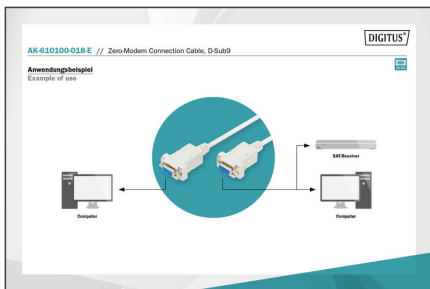 DIGITUS®
AK-610100-018-E // Zero-Modem Connection Cable, D-Sub9
Anwendungsbeispiel
Example of use
SAT-Receiver
Computer
Computer